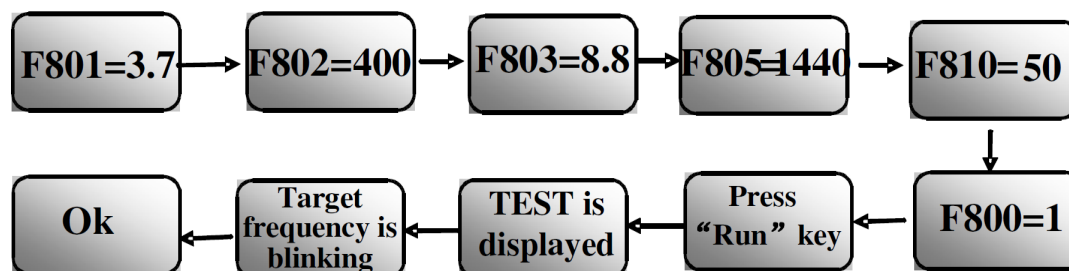 F801=3.7
F802=400
F803=8.8
F805=1440
F810=50
F800=1
Press
“Run” key
TEST is
displayed
Target
frequency is
blinking
Ok